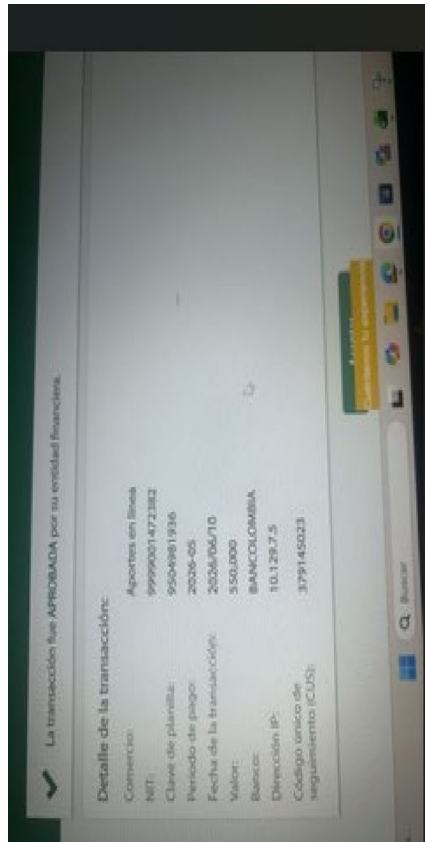 La transacción fue APROBADA por su entidad financiera.
Detalle de la transacción:
Comercio: Aportes en línea
NIT: 9999001472382
Clave de planilla: 9504981936
Periodo de pago: 2026-05
Fecha de la transacción: 2026/06/10
Valor: 550,000
Banco: BANCOLOMBIA
Dirección IP: 10.129.7.5
Código único de seguimiento (CUS): 379145023
Buscar